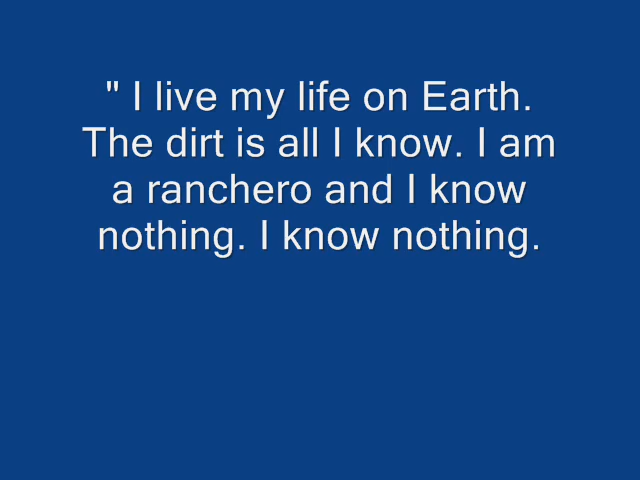 " I live my life on Earth.
The dirt is all I know. I am
a ranchero and I know
nothing. I know nothing.